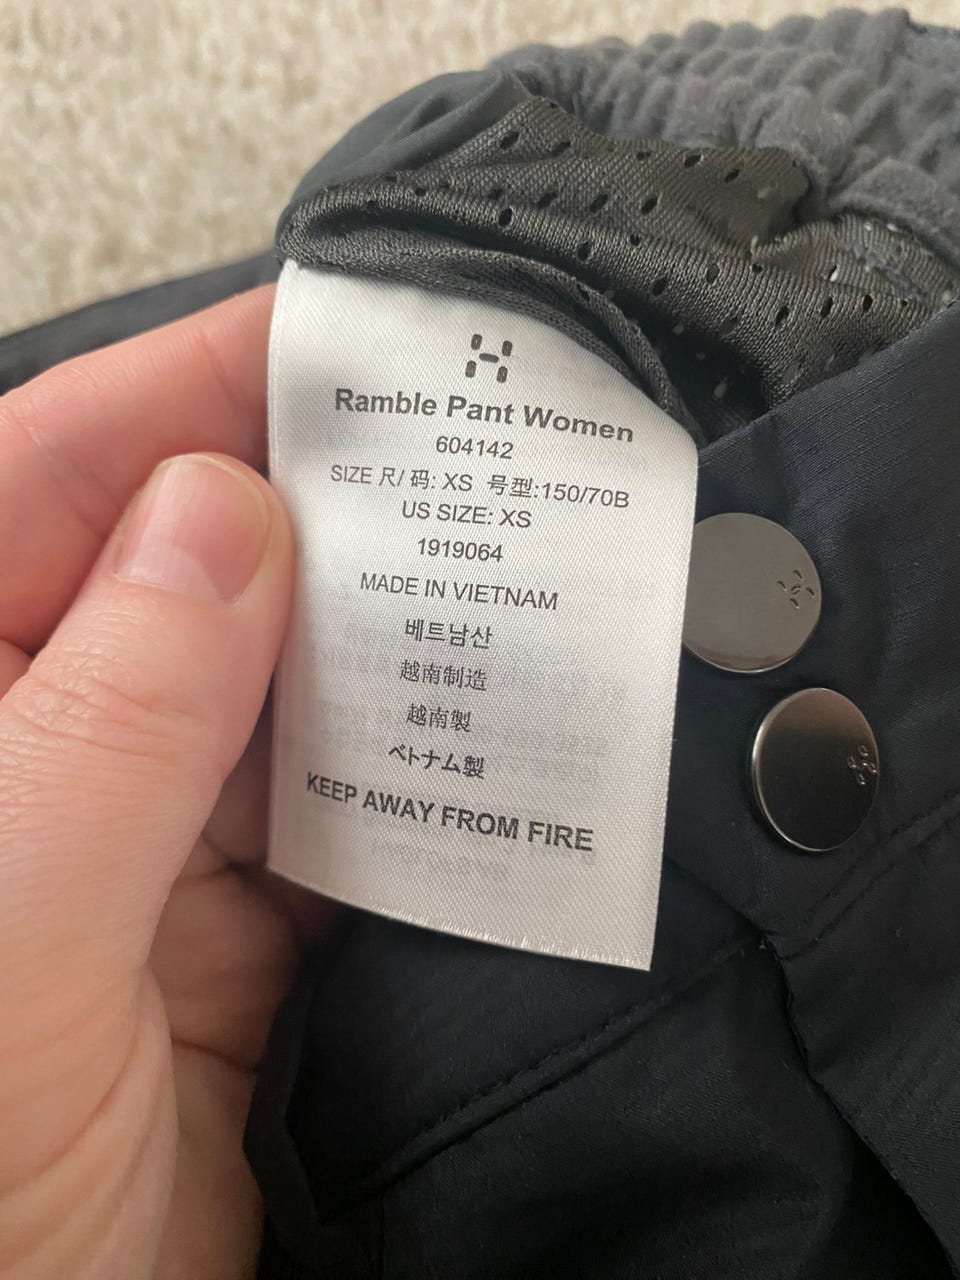 Ramble Pant Women
604142
SIZE 尺/ 码: XS 号型:150/70B
US SIZE: XS
1919064
MADE IN VIETNAM
베트남산
越南制造
越南製
ベトナム製
KEEP AWAY FROM FIRE